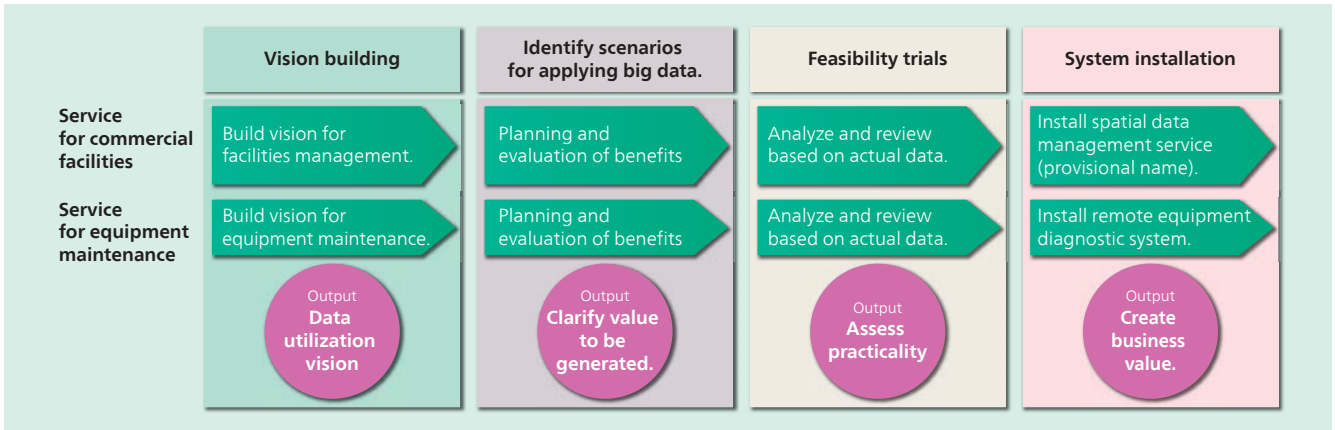 Vision building
Identify scenarios
for applying big data.
Feasibility trials
System installation
Service
for commercial
facilities
Build vision for
facilities management.
Planning and
evaluation of benefits
Analyze and review
based on actual data.
Install spatial data
management service
(provisional name).
Service
for equipment
maintenance
Build vision for
equipment maintenance.
Planning and
evaluation of benefits
Analyze and review
based on actual data.
Install remote equipment
diagnostic system.
Output
Data
utilization
vision
Output
Clarify value
to be
generated.
Output
Assess
practicality
Output
Create
business
value.